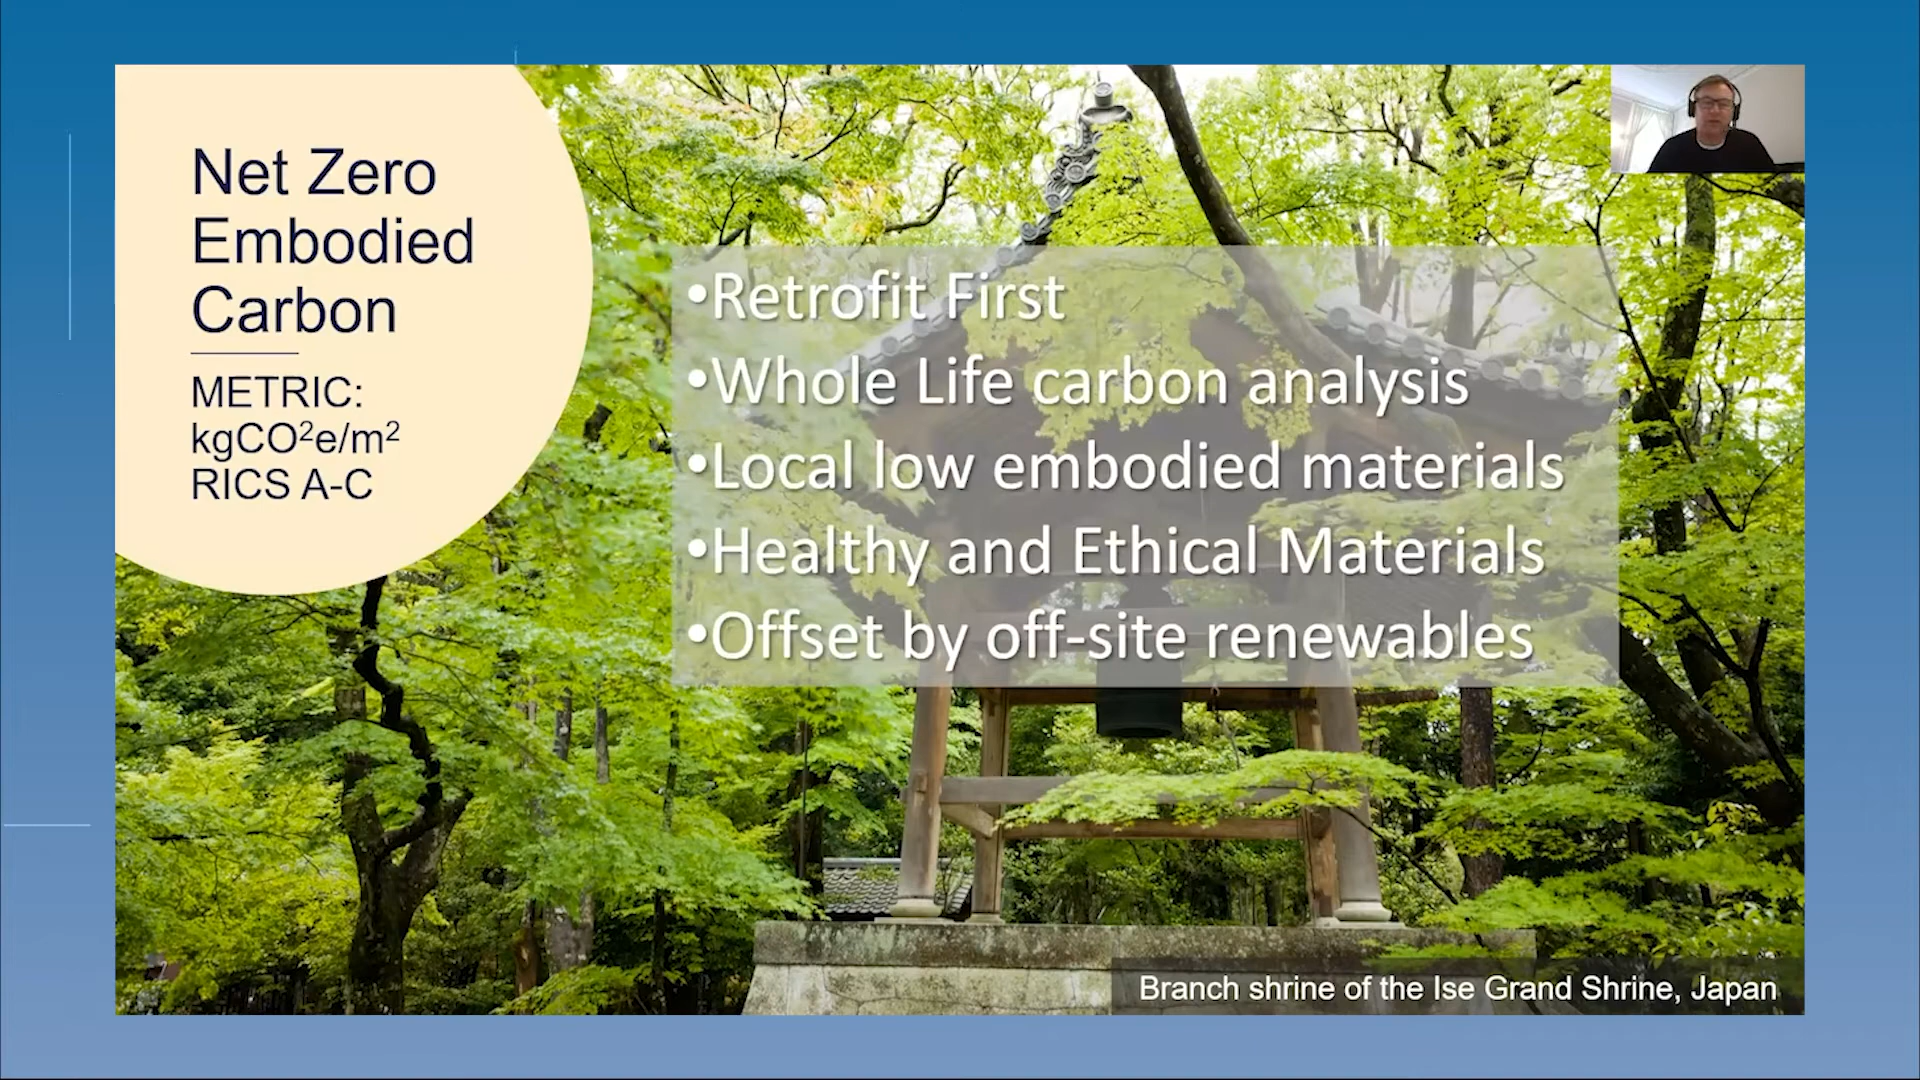 Net Zero
Embodied
Carbon
METRIC:
kgCO²e/m²
RICS A-C
•Retrofit First
•Whole Life carbon analysis
•Local low embodied materials
•Healthy and Ethical Materials
•Offset by off-site renewables
Branch shrine of the Ise Grand Shrine, Japan